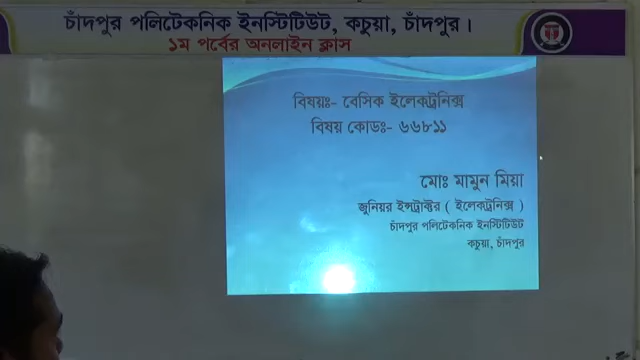 চাঁদপুর পলিটেকনিক ইনস্টিটিউট, কচুয়া, চাঁদপুর।
১ম পর্বের অনলাইন ক্লাস
বিষয়ঃ- বেসিক ইলেকট্রনিক্স
বিষয় কোডঃ- ৬৬৮১১
মোঃ মামুন মিয়া
জুনিয়র ইন্সট্রাক্টর ( ইলেকট্রনিক্স )
চাঁদপুর পলিটেকনিক ইনস্টিটিউট
কচুয়া, চাঁদপুর